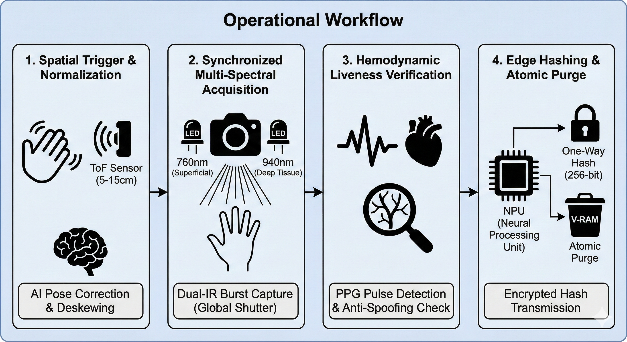 Operational Workflow
1. Spatial Trigger &
Normalization
ToF Sensor
(5-15cm)
AI Pose Correction
& Deskewing
2. Synchronized
Multi-Spectral
Acquisition
LED
LED
760nm
(Superficial)
940nm
(Deep Tissue)
Dual-IR Burst Capture
(Global Shutter)
3. Hemodynamic
Liveness Verification
PPG Pulse Detection
& Anti-Spoofing Check
4. Edge Hashing &
Atomic Purge
One-Way
Hash
(256-bit)
NPU
(Neural
Processing
Unit)
V-RAM
Atomic
Purge
Encrypted Hash
Transmission